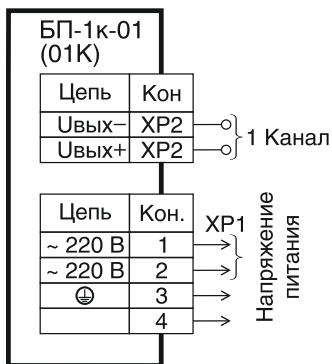 БП-1к-01
(01К)
Цепь Кон
Uвых− XP2
Uвых+ XP2
1 Канал
Цепь Кон.
~ 220 В 1
~ 220 В 2
3
4
XP1
Напряжение
питания